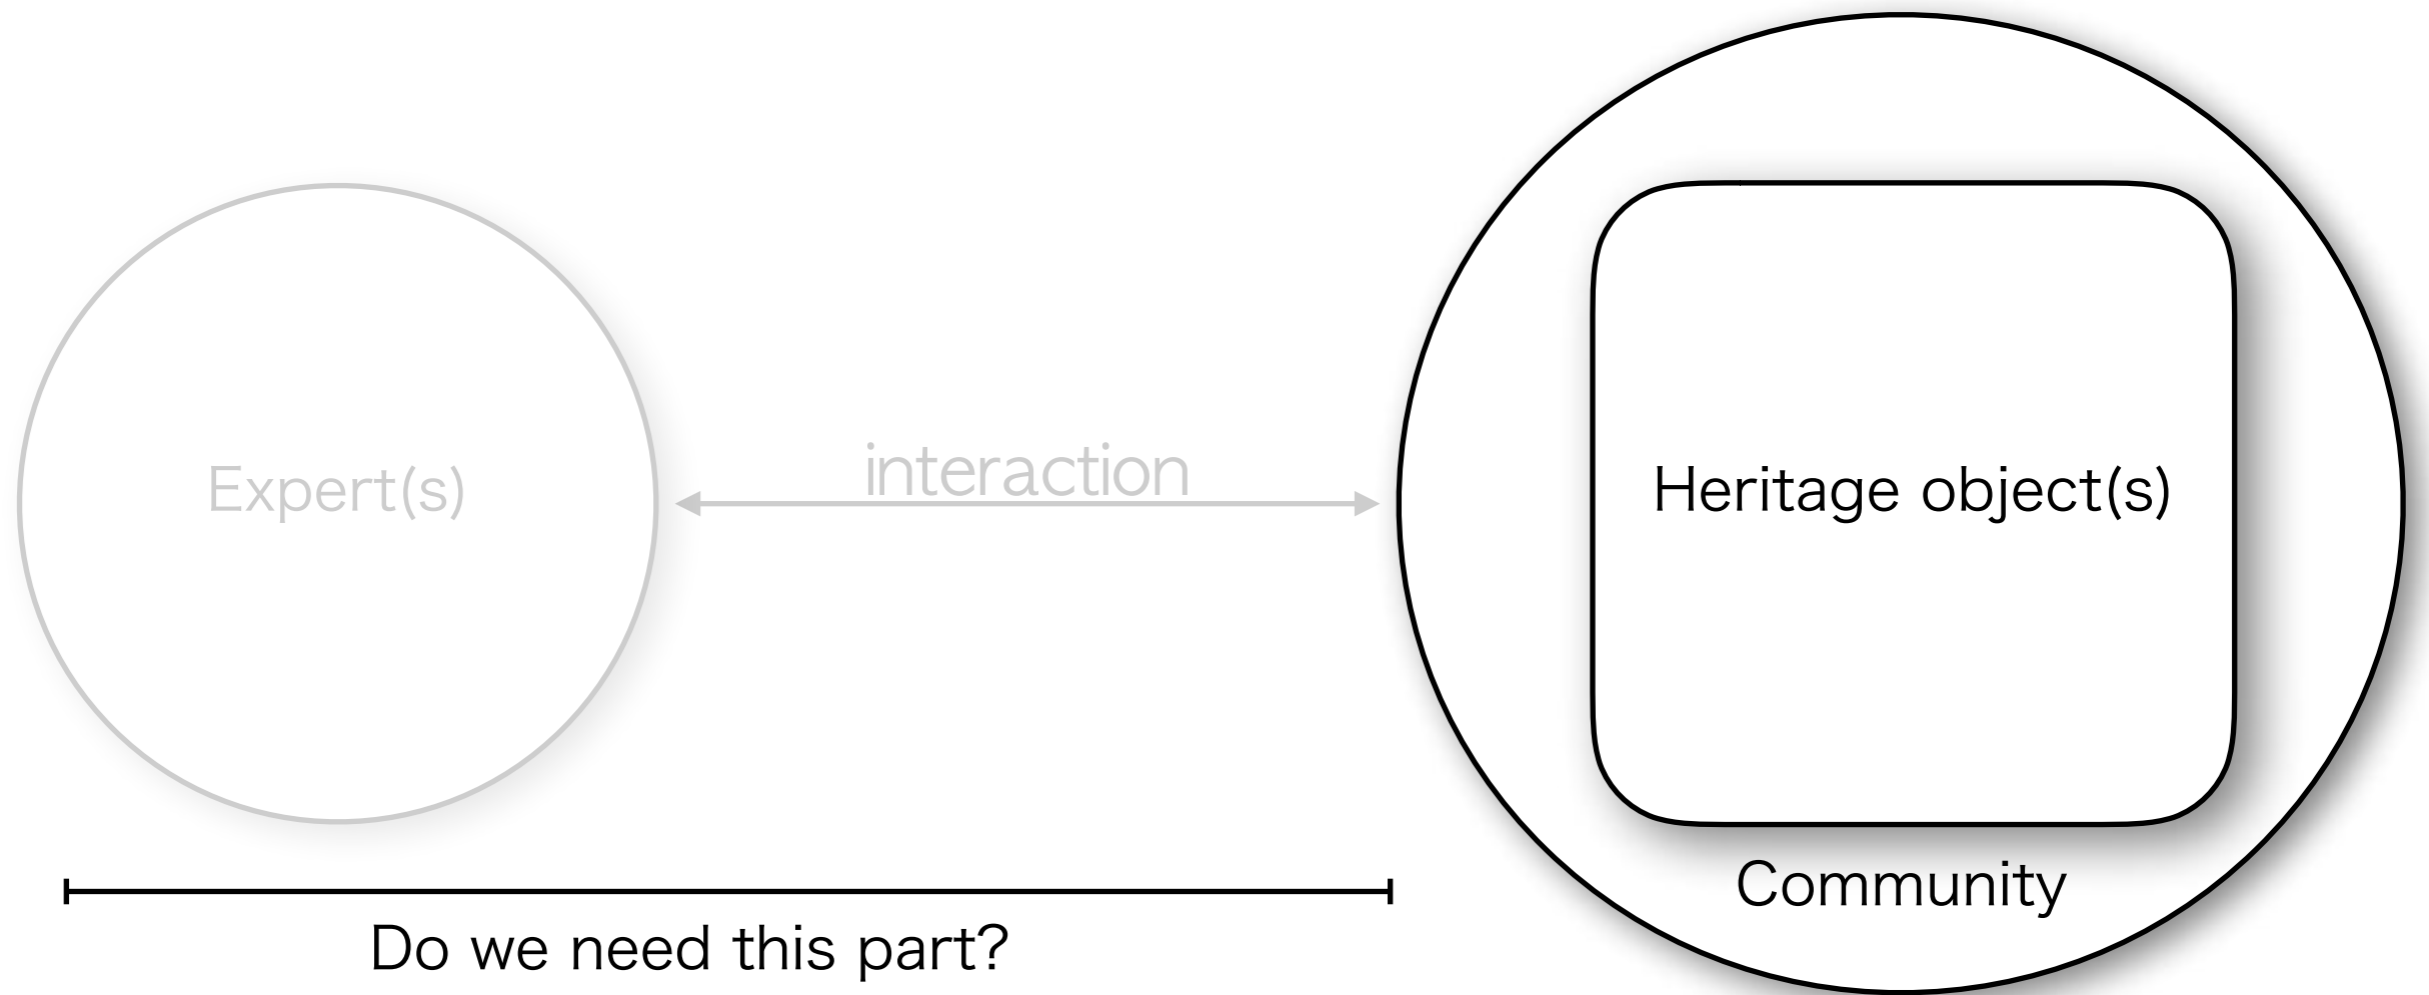 Expert(s)
interaction
Heritage object(s)
Community
Do we need this part?